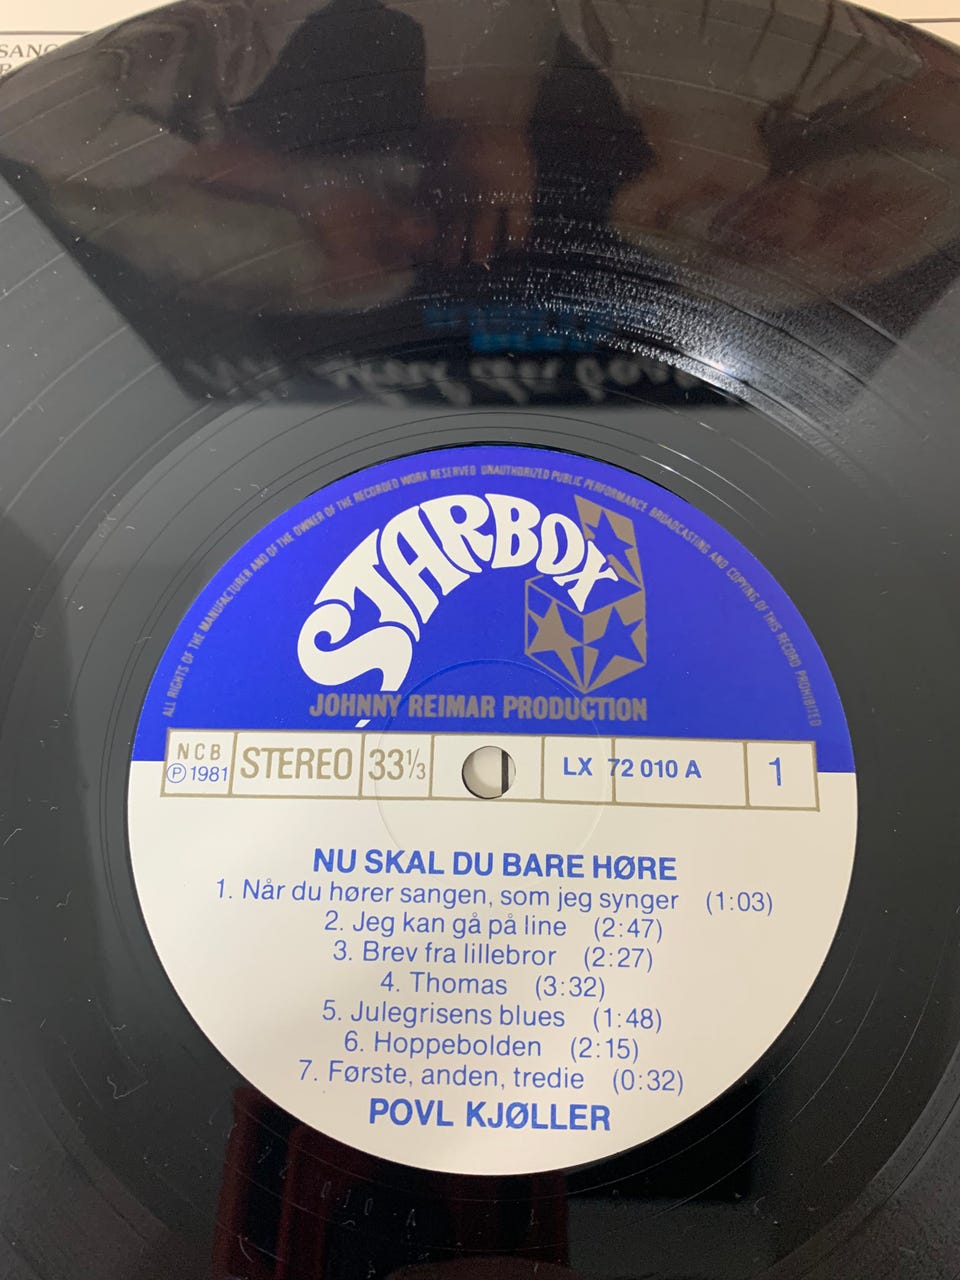 SANG
ALL RIGHTS OF THE MANUFACTURER AND OF THE OWNER OF THE RECORDED WORK RESERVED UNAUTHORIZED PUBLIC PERFORMANCE BROADCASTING AND COPYING OF THIS RECORD PROHIBITED
STARBOX
JOHNNY REIMAR PRODUCTION
NCB
Ⓟ 1981
STEREO
33⅓
LX 72 010 A
1
NU SKAL DU BARE HØRE
1. Når du hører sangen, som jeg synger (1:03)
2. Jeg kan gå på line (2:47)
3. Brev fra lillebror (2:27)
4. Thomas (3:32)
5. Julegrisens blues (1:48)
6. Hoppebolden (2:15)
7. Første, anden, tredie (0:32)
POVL KJØLLER